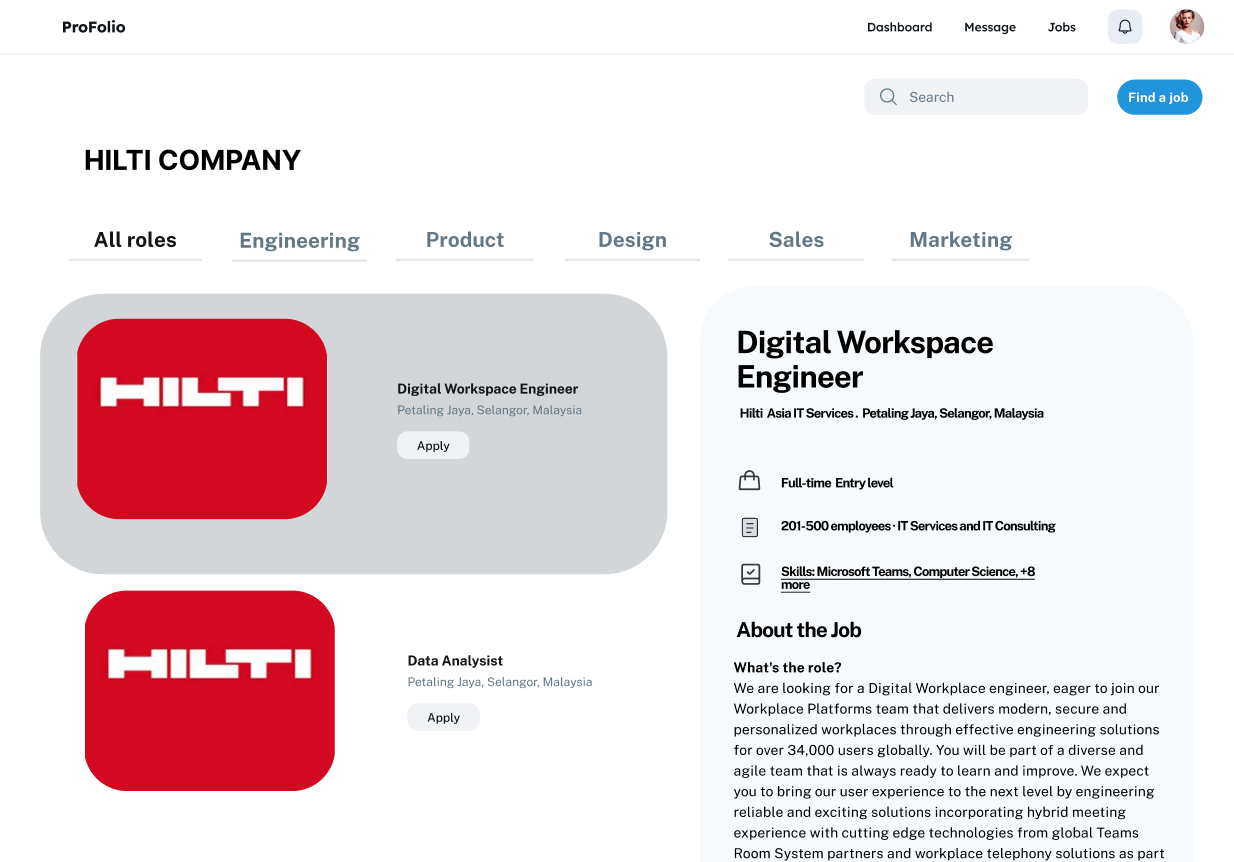 ProFolio
Dashboard
Message
Jobs
Search
Find a job
HILTI COMPANY
All roles
Engineering
Product
Design
Sales
Marketing
HILTI
Digital Workspace Engineer
Petaling Jaya, Selangor, Malaysia
Apply
HILTI
Data Analysist
Petaling Jaya, Selangor, Malaysia
Apply
Digital Workspace
Engineer
Hilti Asia IT Services . Petaling Jaya, Selangor, Malaysia
Full-time Entry level
201-500 employees · IT Services and IT Consulting
Skills: Microsoft Teams, Computer Science, +8
more
About the Job
What's the role?
We are looking for a Digital Workplace engineer, eager to join our
Workplace Platforms team that delivers modern, secure and
personalized workplaces through effective engineering solutions
for over 34,000 users globally. You will be part of a diverse and
agile team that is always ready to learn and improve. We expect
you to bring our user experience to the next level by engineering
reliable and exciting solutions incorporating hybrid meeting
experience with cutting edge technologies from global Teams
Room System partners and workplace telephony solutions as part